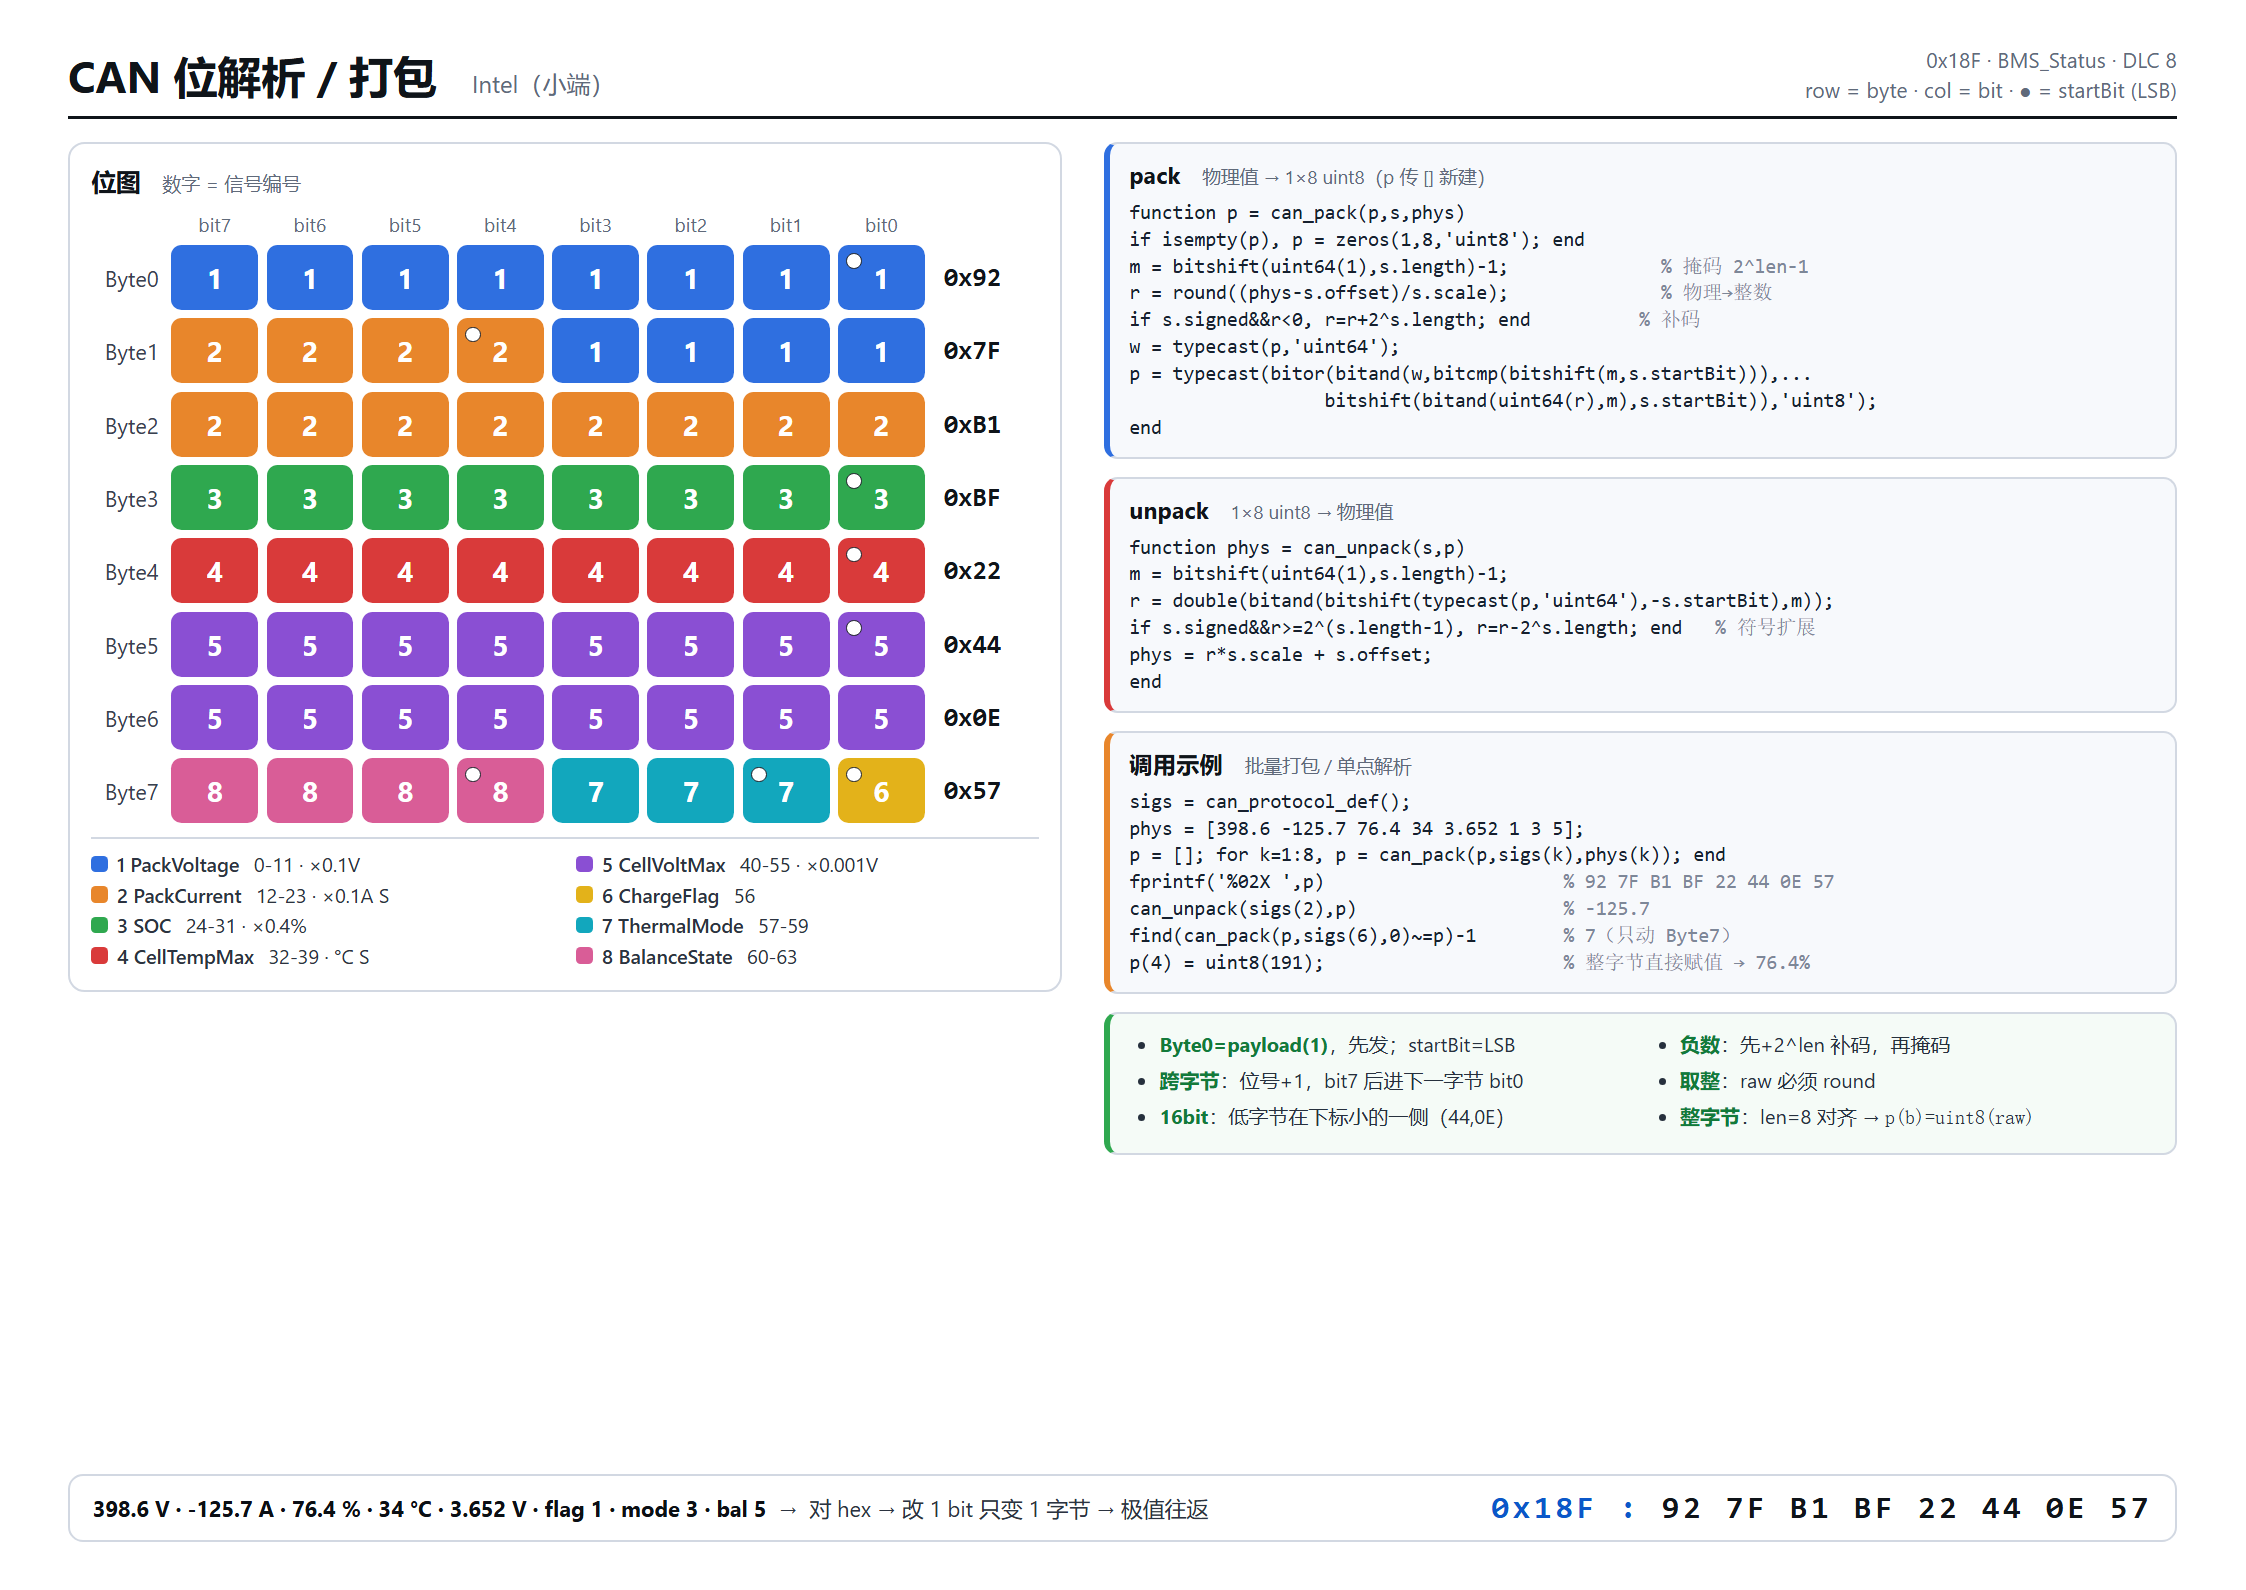 CAN 位解析 / 打包 Intel（小端）
0x18F · BMS_Status · DLC 8
row = byte · col = bit · ● = startBit (LSB)
位图 数字 = 信号编号
bit7 bit6 bit5 bit4 bit3 bit2 bit1 bit0
Byte0 1 1 1 1 1 1 1 1 0x92
Byte1 2 2 2 2 1 1 1 1 0x7F
Byte2 2 2 2 2 2 2 2 2 0xB1
Byte3 3 3 3 3 3 3 3 3 0xBF
Byte4 4 4 4 4 4 4 4 4 0x22
Byte5 5 5 5 5 5 5 5 5 0x44
Byte6 5 5 5 5 5 5 5 5 0x0E
Byte7 8 8 8 8 7 7 7 6 0x57
1 PackVoltage 0-11 · ×0.1V
2 PackCurrent 12-23 · ×0.1A S
3 SOC 24-31 · ×0.4%
4 CellTempMax 32-39 · °C S
5 CellVoltMax 40-55 · ×0.001V
6 ChargeFlag 56
7 ThermalMode 57-59
8 BalanceState 60-63
pack 物理值 → 1×8 uint8（p 传 [] 新建）
function p = can_pack(p,s,phys)
if isempty(p), p = zeros(1,8,'uint8'); end
m = bitshift(uint64(1),s.length)-1; % 掩码 2^len-1
r = round((phys-s.offset)/s.scale); % 物理→整数
if s.signed&&r<0, r=r+2^s.length; end % 补码
w = typecast(p,'uint64');
p = typecast(bitor(bitand(w,bitcmp(bitshift(m,s.startBit))),...
bitshift(bitand(uint64(r),m),s.startBit)),'uint8');
end
unpack 1×8 uint8 → 物理值
function phys = can_unpack(s,p)
m = bitshift(uint64(1),s.length)-1;
r = double(bitand(bitshift(typecast(p,'uint64'),-s.startBit),m));
if s.signed&&r>=2^(s.length-1), r=r-2^s.length; end % 符号扩展
phys = r*s.scale + s.offset;
end
调用示例 批量打包 / 单点解析
sigs = can_protocol_def();
phys = [398.6 -125.7 76.4 34 3.652 1 3 5];
p = []; for k=1:8, p = can_pack(p,sigs(k),phys(k)); end
fprintf('%02X ',p) % 92 7F B1 BF 22 44 0E 57
can_unpack(sigs(2),p) % -125.7
find(can_pack(p,sigs(6),0)~=p)-1 % 7（只动 Byte7）
p(4) = uint8(191); % 整字节直接赋值 → 76.4%
• Byte0=payload(1)，先发；startBit=LSB
• 跨字节：位号+1，bit7 后进下一字节 bit0
• 16bit：低字节在下标小的一侧（44,0E）
• 负数：先+2^len 补码，再掩码
• 取整：raw 必须 round
• 整字节：len=8 对齐 → p(b)=uint8(raw)
398.6 V · -125.7 A · 76.4 % · 34 °C · 3.652 V · flag 1 · mode 3 · bal 5 → 对 hex → 改 1 bit 只变 1 字节 → 极值往返
0x18F : 92 7F B1 BF 22 44 0E 57